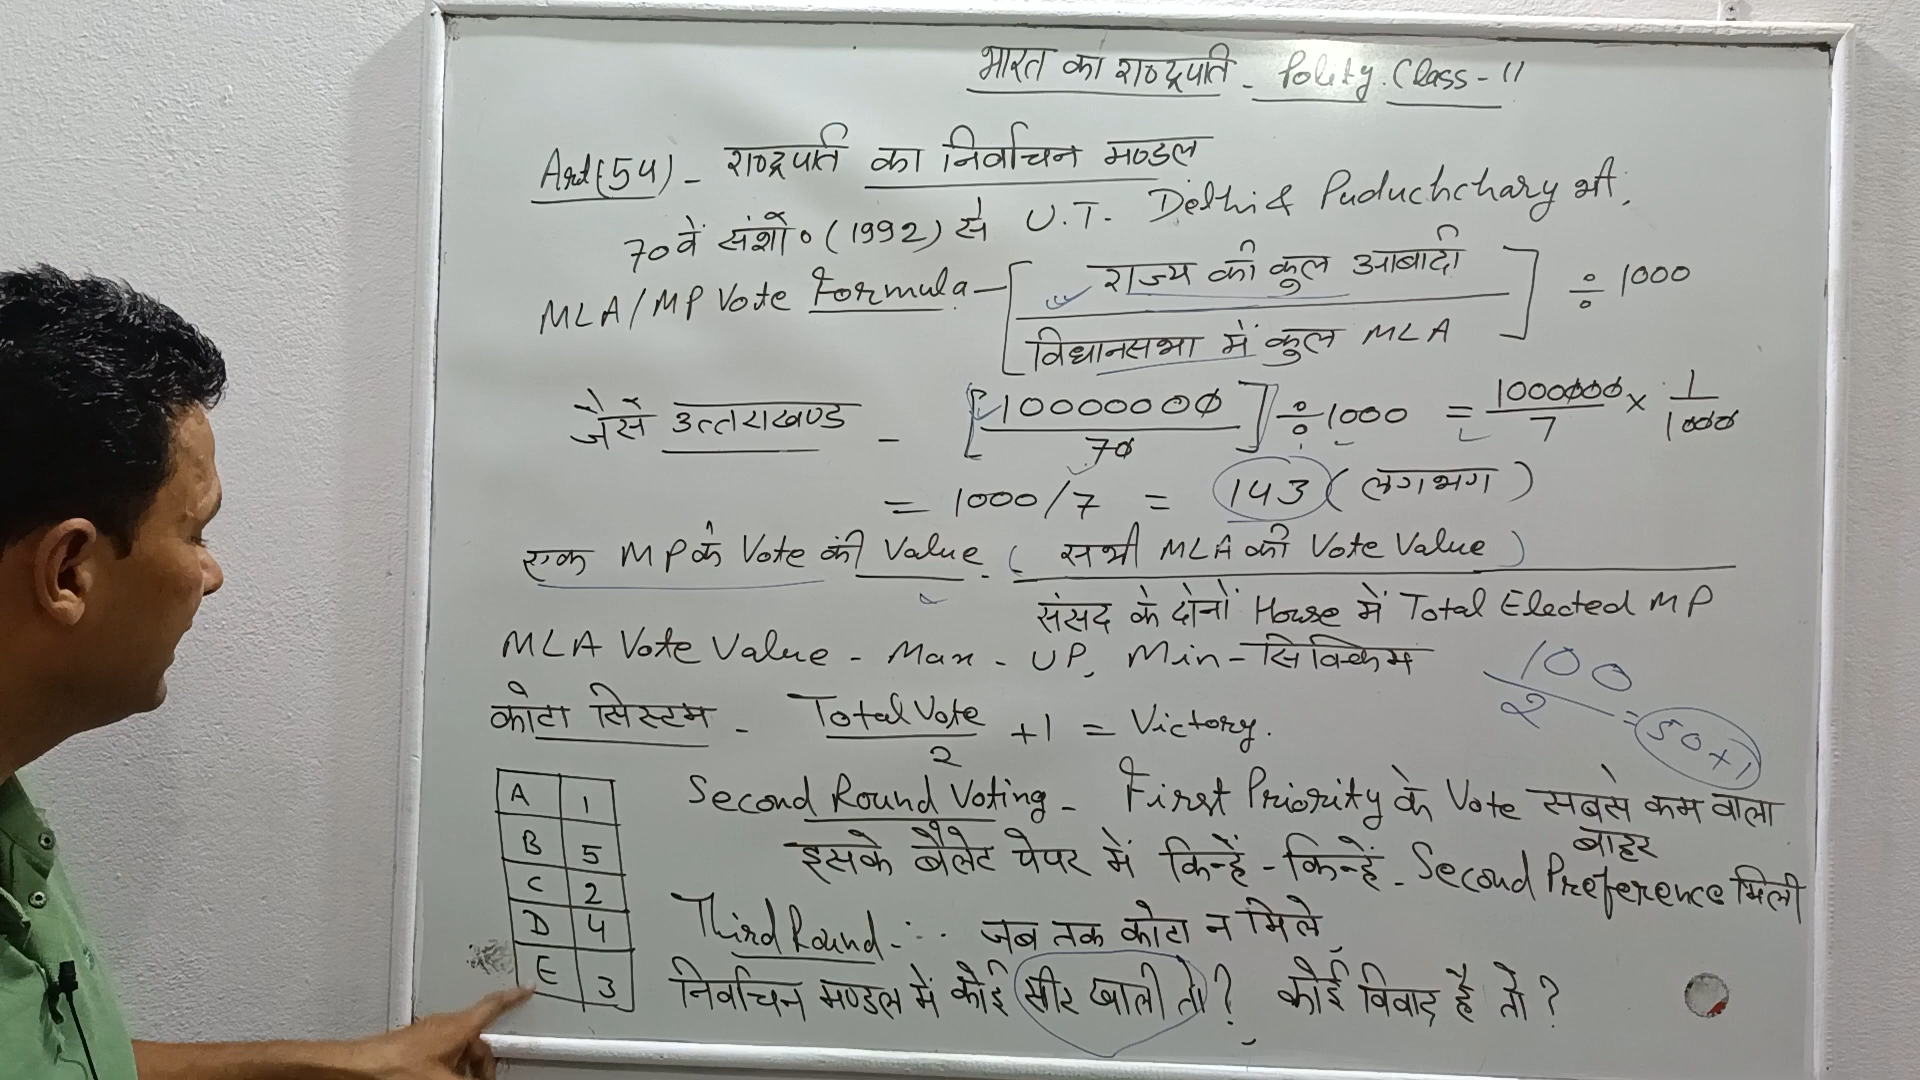 भारत का राष्ट्रपति - Polity Class - 11
Art(54) - राष्ट्रपति का निर्वाचन मण्डल
70वें संशो० (1992) से U.T. Delhi & Puduchchary भी,
MLA/MP Vote Formula - [ राज्य की कुल आबादी / विधानसभा में कुल MLA ] ÷ 1000
जैसे उत्तराखण्ड - [ 10000000 / 70 ] ÷ 1000 = 1000000 / 7 × 1 / 1000
= 1000/7 = 143 (लगभग)
एक MP के Vote की Value - ( सभी MLA की Vote Value )
संसद के दोनों House में Total Elected MP
MLA Vote Value - Max - UP, Min - सिक्किम
100 / 2 = 50+1
कोटा सिस्टम - Total Vote / 2 +1 = Victory.
A 1
B 5
C 2
D 4
E 3
Second Round Voting - First Priority के Vote सबसे कम वाला
बाहर
इसके बैलेट पेपर में किन्हें - किन्हें - Second Preference मिली
Third Round - ... जब तक कोटा न मिले,
निर्वाचन मण्डल में कोई सीट खाली तो? कोई विवाद है तो?